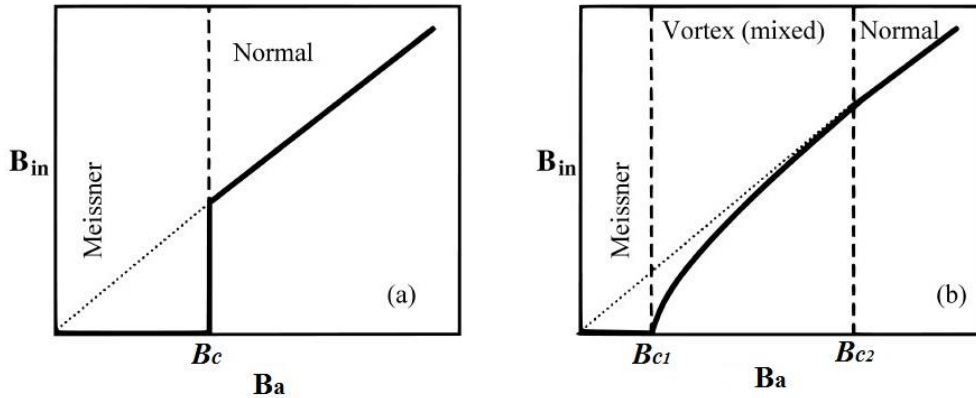 Normal
Meissner
B_in
(a)
B_C
B_a
Vortex (mixed)
Normal
Meissner
B_in
(b)
B_C1
B_C2
B_a